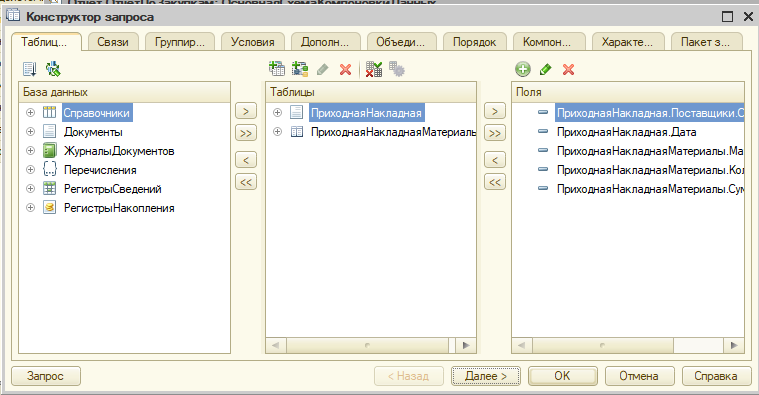 Конструктор запроса
Таблиц... Связи Группир... Условия Дополн... Объеди... Порядок Компон... Характе... Пакет з...
База данных
Справочники
Документы
ЖурналыДокументов
Перечисления
РегистрыСведений
РегистрыНакопления
> >> < <<
Таблицы
ПриходнаяНакладная
ПриходнаяНакладнаяМатериалы
> >> < <<
Поля
ПриходнаяНакладная.Поставщики.С
ПриходнаяНакладная.Дата
ПриходнаяНакладнаяМатериалы.Ма
ПриходнаяНакладнаяМатериалы.Кол
ПриходнаяНакладнаяМатериалы.Сум
Запрос < Назад Далее > OK Отмена Справка